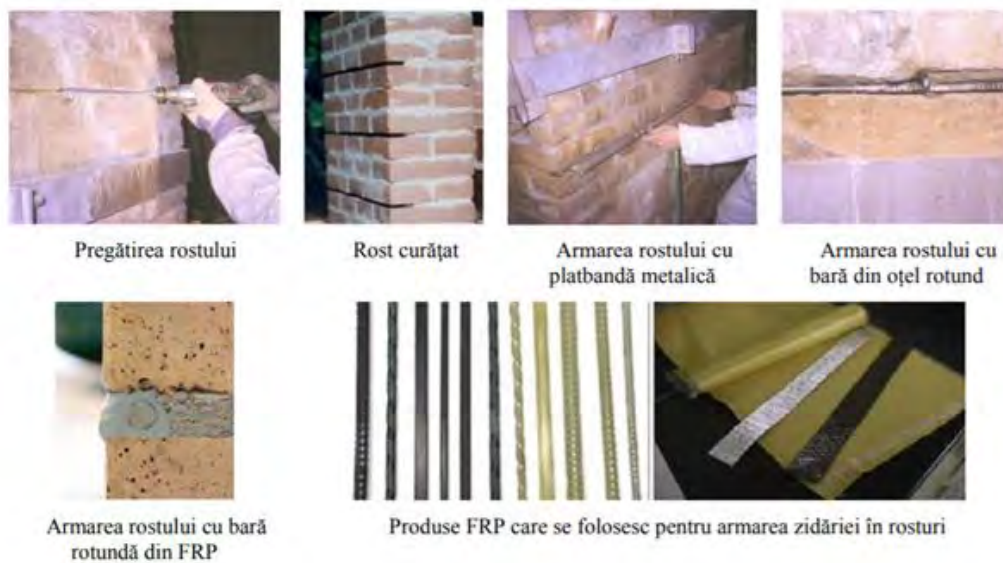 Pregătirea rostului
Rost curăţat
Armarea rostului cu
platbandă metalică
Armarea rostului cu
bară din oțel rotund
Armarea rostului cu bară
rotundă din FRP
Produse FRP care se folosesc pentru armarea zidăriei în rosturi